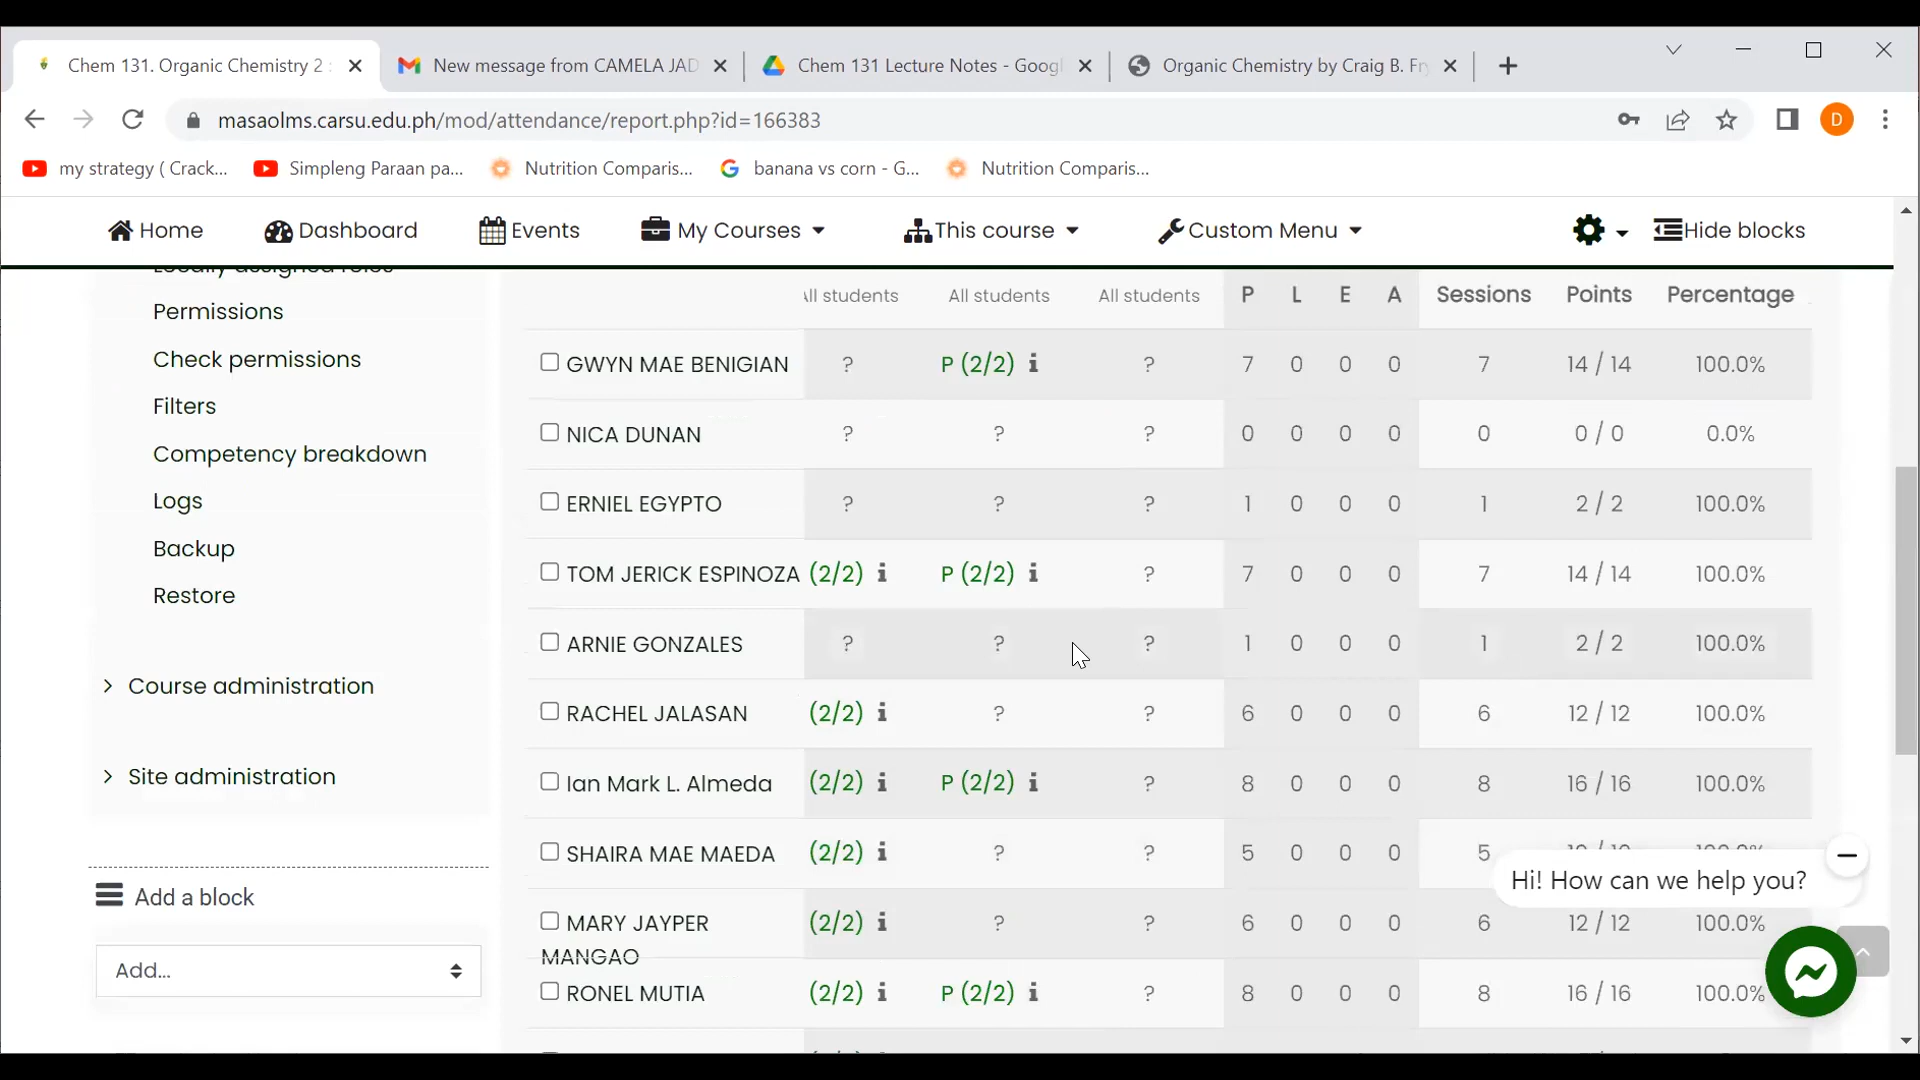 Chem 131. Organic Chemistry 2 :
New message from CAMELA JAD
Chem 131 Lecture Notes - Googl
Organic Chemistry by Craig B. Fry
masaolms.carsu.edu.ph/mod/attendance/report.php?id=166383
D
my strategy ( Crack...
Simpleng Paraan pa...
Nutrition Comparis...
banana vs corn - G...
Nutrition Comparis...
Home
Dashboard
Events
My Courses
This course
Custom Menu
Hide blocks
Locally assigned roles
Permissions
Check permissions
Filters
Competency breakdown
Logs
Backup
Restore
Course administration
Site administration
Add a block
Add...
All students All students All students P L E A Sessions Points Percentage
GWYN MAE BENIGIAN ? P (2/2) ? 7 0 0 0 7 14 / 14 100.0%
NICA DUNAN ? ? ? 0 0 0 0 0 0 / 0 0.0%
ERNIEL EGYPTO ? ? ? 1 0 0 0 1 2 / 2 100.0%
TOM JERICK ESPINOZA (2/2) P (2/2) ? 7 0 0 0 7 14 / 14 100.0%
ARNIE GONZALES ? ? ? 1 0 0 0 1 2 / 2 100.0%
RACHEL JALASAN (2/2) ? ? 6 0 0 0 6 12 / 12 100.0%
Ian Mark L. Almeda (2/2) P (2/2) ? 8 0 0 0 8 16 / 16 100.0%
SHAIRA MAE MAEDA (2/2) ? ? 5 0 0 0 5
MARY JAYPER (2/2) ? ? 6 0 0 0 6 12 / 12 100.0%
MANGAO
RONEL MUTIA (2/2) P (2/2) ? 8 0 0 0 8 16 / 16 100.0%
Hi! How can we help you?